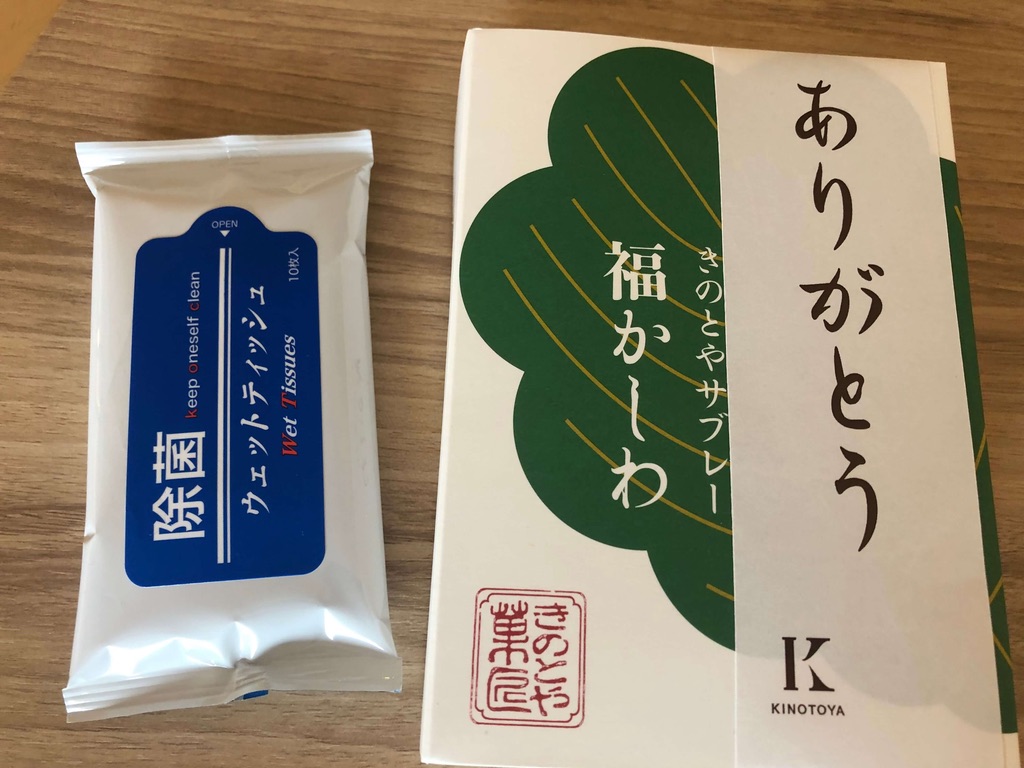 OPEN
10枚入
keep oneself clean
除菌
ウェットティッシュ
Wet Tissues
ありがとう
きのとやサブレー
福かしわ
きのとや
菓匠
K
KINOTOYA